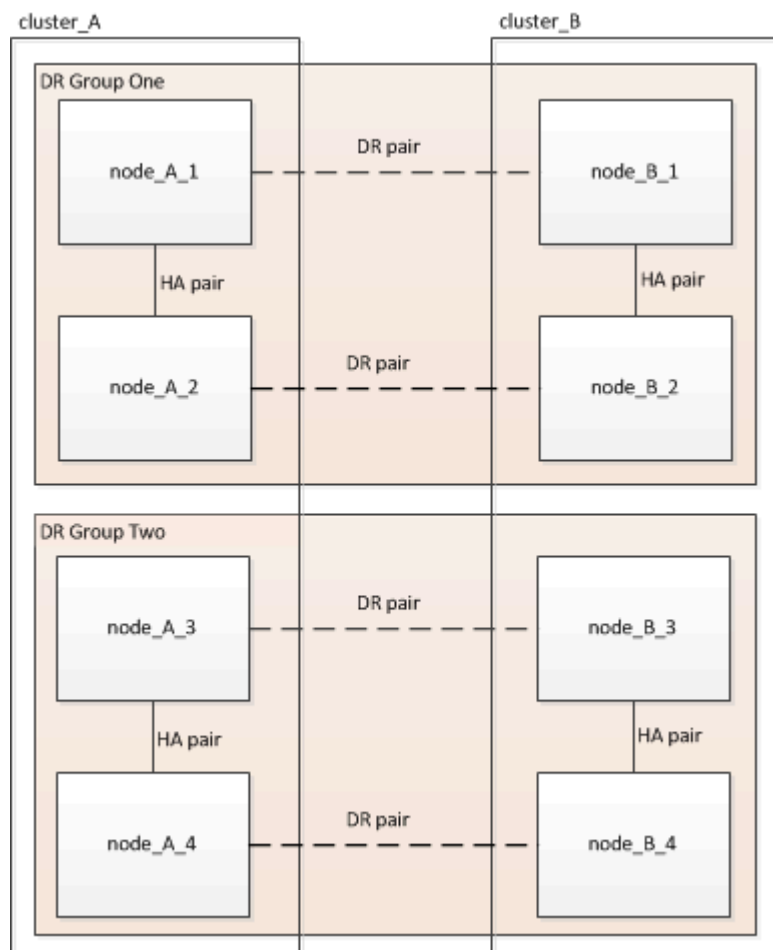 cluster_A
cluster_B
DR Group One
node_A_1
DR pair
node_B_1
HA pair
HA pair
node_A_2
DR pair
node_B_2
DR Group Two
node_A_3
DR pair
node_B_3
HA pair
HA pair
node_A_4
DR pair
node_B_4